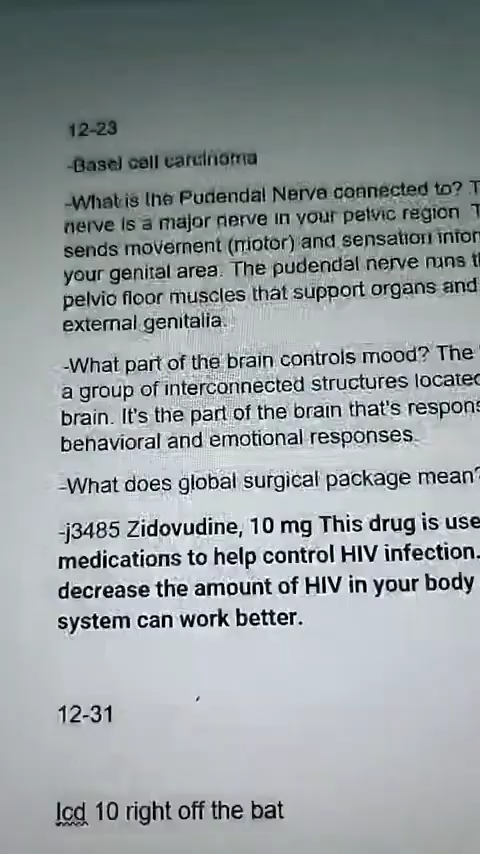 12-23
-Basel cell carcinoma
-What is the Pudendal Nerve connected to? T
nerve is a major nerve in your pelvic region T
sends movement (motor) and sensation infor
your genital area. The pudendal nerve runs t
pelvic floor muscles that support organs and
external genitalia.
-What part of the brain controls mood? The
a group of interconnected structures located
brain. It's the part of the brain that's respons
behavioral and emotional responses.
-What does global surgical package mean?
-j3485 Zidovudine, 10 mg This drug is use
medications to help control HIV infection.
decrease the amount of HIV in your body
system can work better.
12-31
Icd 10 right off the bat